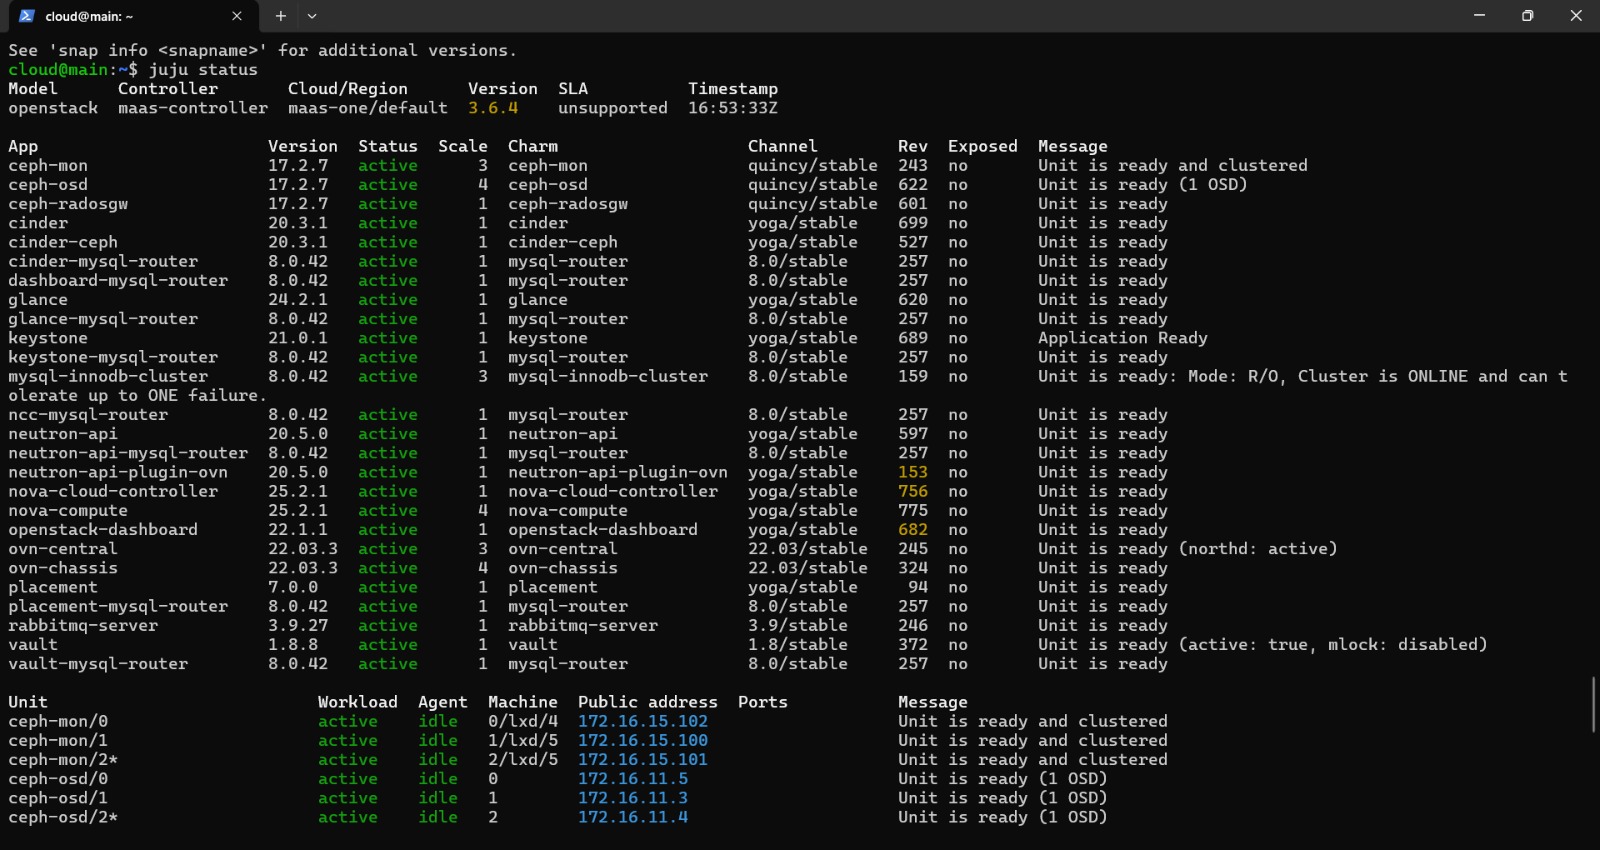 cloud@main: ~
See 'snap info <snapname>' for additional versions.
cloud@main:~$ juju status
Model      Controller       Cloud/Region      Version  SLA          Timestamp
openstack  maas-controller  maas-one/default  3.6.4    unsupported  16:53:33Z
App                       Version  Status  Scale  Charm                   Channel        Rev  Exposed  Message
ceph-mon                  17.2.7   active      3  ceph-mon                quincy/stable  243  no       Unit is ready and clustered
ceph-osd                  17.2.7   active      4  ceph-osd                quincy/stable  622  no       Unit is ready (1 OSD)
ceph-radosgw              17.2.7   active      1  ceph-radosgw            quincy/stable  601  no       Unit is ready
cinder                    20.3.1   active      1  cinder                  yoga/stable    699  no       Unit is ready
cinder-ceph               20.3.1   active      1  cinder-ceph             yoga/stable    527  no       Unit is ready
cinder-mysql-router       8.0.42   active      1  mysql-router            8.0/stable     257  no       Unit is ready
dashboard-mysql-router    8.0.42   active      1  mysql-router            8.0/stable     257  no       Unit is ready
glance                    24.2.1   active      1  glance                  yoga/stable    620  no       Unit is ready
glance-mysql-router       8.0.42   active      1  mysql-router            8.0/stable     257  no       Unit is ready
keystone                  21.0.1   active      1  keystone                yoga/stable    689  no       Application Ready
keystone-mysql-router     8.0.42   active      1  mysql-router            8.0/stable     257  no       Unit is ready
mysql-innodb-cluster      8.0.42   active      3  mysql-innodb-cluster    8.0/stable     159  no       Unit is ready: Mode: R/O, Cluster is ONLINE and can t
olerate up to ONE failure.
ncc-mysql-router          8.0.42   active      1  mysql-router            8.0/stable     257  no       Unit is ready
neutron-api               20.5.0   active      1  neutron-api             yoga/stable    597  no       Unit is ready
neutron-api-mysql-router  8.0.42   active      1  mysql-router            8.0/stable     257  no       Unit is ready
neutron-api-plugin-ovn    20.5.0   active      1  neutron-api-plugin-ovn  yoga/stable    153  no       Unit is ready
nova-cloud-controller     25.2.1   active      1  nova-cloud-controller   yoga/stable    756  no       Unit is ready
nova-compute              25.2.1   active      4  nova-compute            yoga/stable    775  no       Unit is ready
openstack-dashboard       22.1.1   active      1  openstack-dashboard     yoga/stable    682  no       Unit is ready
ovn-central               22.03.3  active      3  ovn-central             22.03/stable   245  no       Unit is ready (northd: active)
ovn-chassis               22.03.3  active      4  ovn-chassis             22.03/stable   324  no       Unit is ready
placement                 7.0.0    active      1  placement               yoga/stable     94  no       Unit is ready
placement-mysql-router    8.0.42   active      1  mysql-router            8.0/stable     257  no       Unit is ready
rabbitmq-server           3.9.27   active      1  rabbitmq-server         3.9/stable     246  no       Unit is ready
vault                     1.8.8    active      1  vault                   1.8/stable     372  no       Unit is ready (active: true, mlock: disabled)
vault-mysql-router        8.0.42   active      1  mysql-router            8.0/stable     257  no       Unit is ready
Unit                           Workload  Agent  Machine  Public address  Ports           Message
ceph-mon/0                     active    idle   0/lxd/4  172.16.15.102                   Unit is ready and clustered
ceph-mon/1                     active    idle   1/lxd/5  172.16.15.100                   Unit is ready and clustered
ceph-mon/2*                    active    idle   2/lxd/5  172.16.15.101                   Unit is ready and clustered
ceph-osd/0                     active    idle   0        172.16.11.5                     Unit is ready (1 OSD)
ceph-osd/1                     active    idle   1        172.16.11.3                     Unit is ready (1 OSD)
ceph-osd/2*                    active    idle   2        172.16.11.4                     Unit is ready (1 OSD)